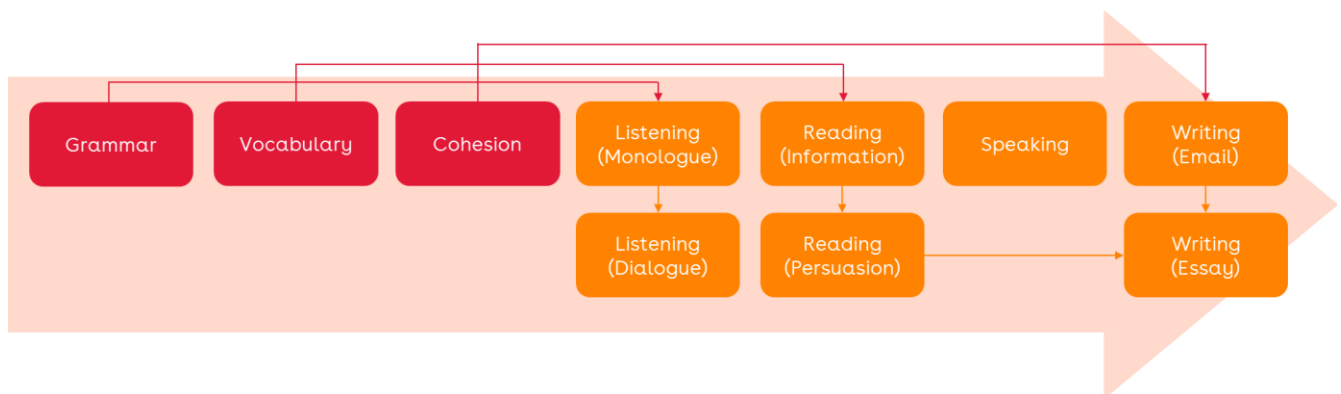 Grammar
Vocabulary
Cohesion
Listening
(Monologue)
Reading
(Information)
Speaking
Writing
(Email)
Listening
(Dialogue)
Reading
(Persuasion)
Writing
(Essay)